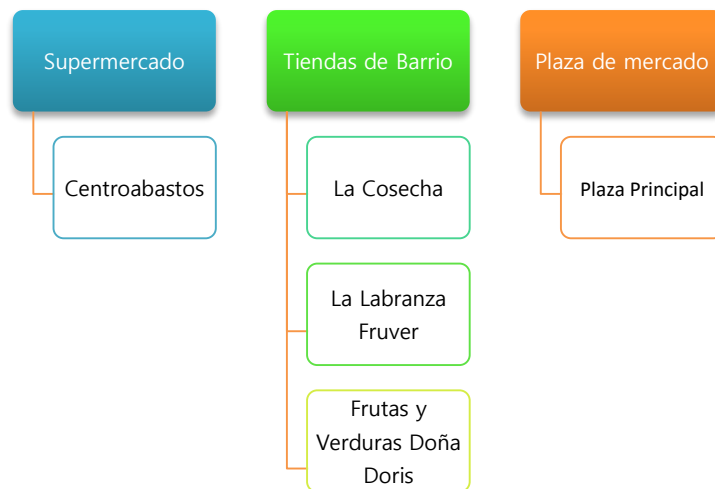 Supermercado
Centroabastos
Tiendas de Barrio
La Cosecha
La Labranza
Fruver
Frutas y
Verduras Doña
Doris
Plaza de mercado
Plaza Principal